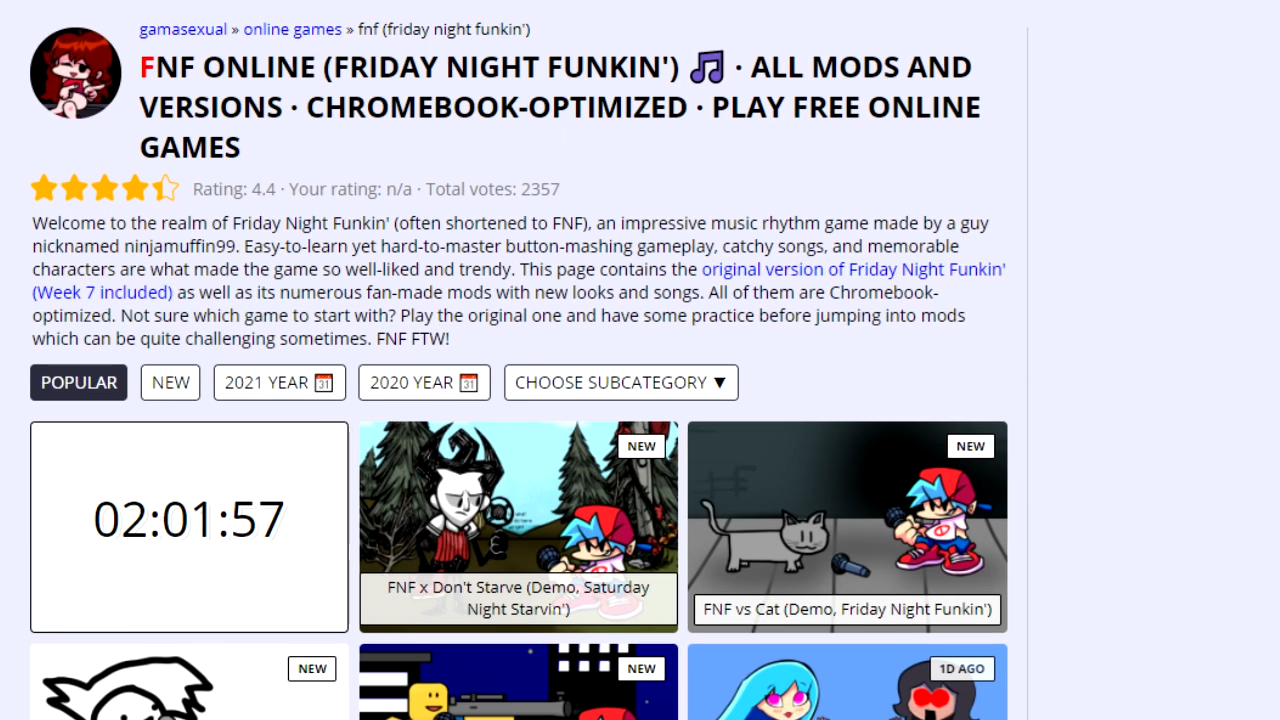 gamasexual » online games » fnf (friday night funkin')
FNF ONLINE (FRIDAY NIGHT FUNKIN') 🎵 · ALL MODS AND
VERSIONS · CHROMEBOOK-OPTIMIZED · PLAY FREE ONLINE
GAMES
Rating: 4.4 · Your rating: n/a · Total votes: 2357
Welcome to the realm of Friday Night Funkin' (often shortened to FNF), an impressive music rhythm game made by a guy
nicknamed ninjamuffin99. Easy-to-learn yet hard-to-master button-mashing gameplay, catchy songs, and memorable
characters are what made the game so well-liked and trendy. This page contains the original version of Friday Night Funkin'
(Week 7 included) as well as its numerous fan-made mods with new looks and songs. All of them are Chromebook-
optimized. Not sure which game to start with? Play the original one and have some practice before jumping into mods
which can be quite challenging sometimes. FNF FTW!
POPULAR NEW 2021 YEAR 📅 2020 YEAR 📅 CHOOSE SUBCATEGORY ▼
NEW NEW
02:01:57
FNF x Don't Starve (Demo, Saturday
Night Starvin')
FNF vs Cat (Demo, Friday Night Funkin')
NEW NEW 1D AGO